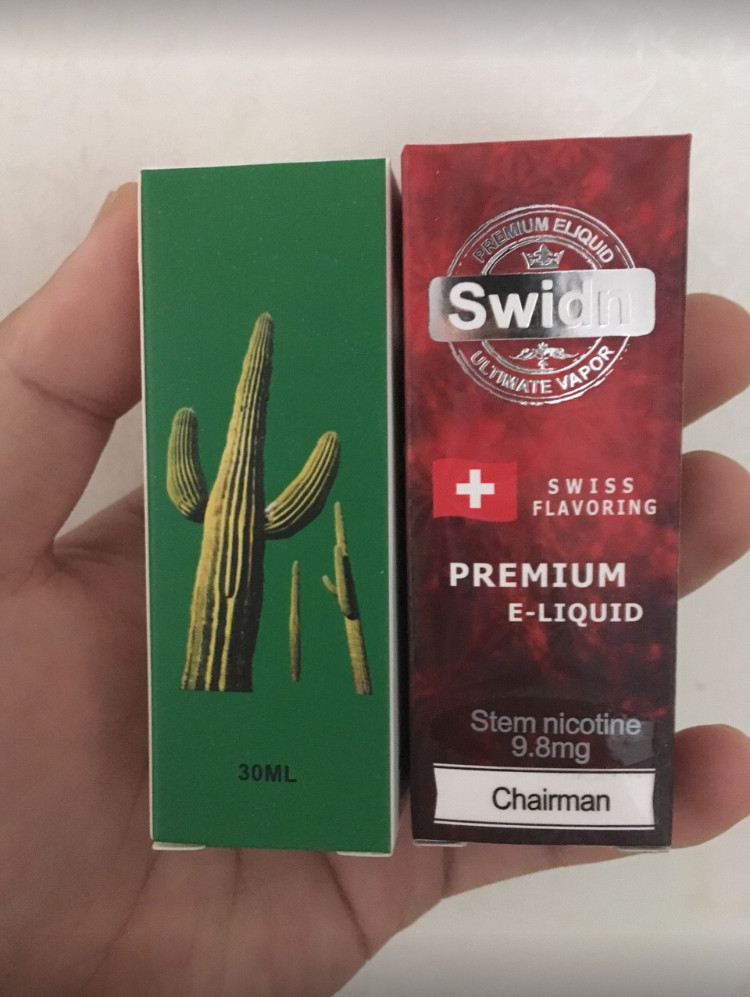 30ML
PREMIUM ELIQUID
Swidn
ULTIMATE VAPOR
SWISS
FLAVORING
PREMIUM
E-LIQUID
Stem nicotine
9.8mg
Chairman